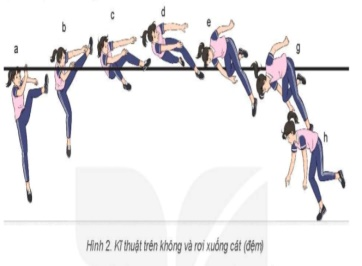 a
b
c
d
e
g
h
Hình 2. Kĩ thuật trên không và rơi xuống cát (đệm)